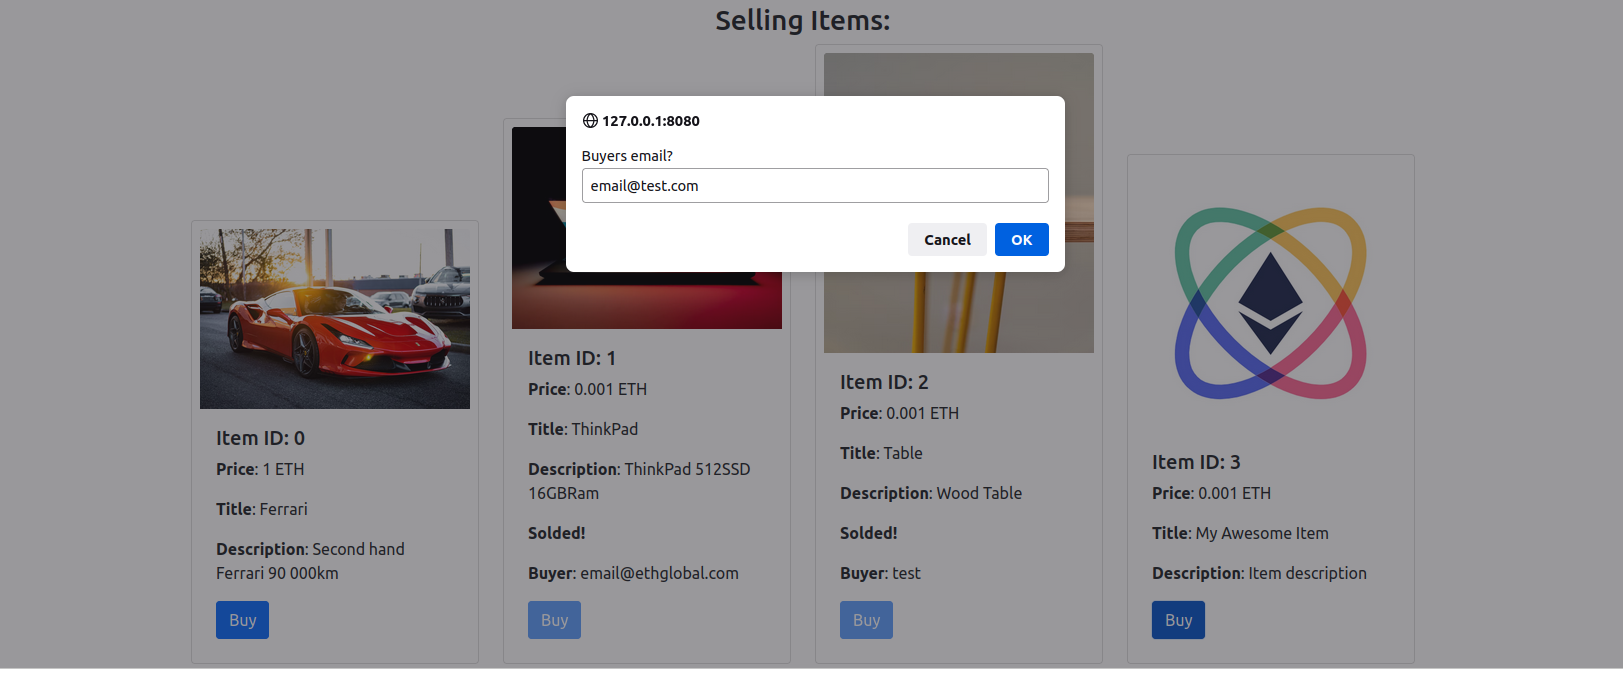 Selling Items:
127.0.0.1:8080
Buyers email?
email@test.com
Cancel
OK
Item ID: 0
Price: 1 ETH
Title: Ferrari
Description: Second hand
Ferrari 90 000km
Buy
Item ID: 1
Price: 0.001 ETH
Title: ThinkPad
Description: ThinkPad 512SSD
16GBRam
Solded!
Buyer: email@ethglobal.com
Buy
Item ID: 2
Price: 0.001 ETH
Title: Table
Description: Wood Table
Solded!
Buyer: test
Buy
Item ID: 3
Price: 0.001 ETH
Title: My Awesome Item
Description: Item description
Buy